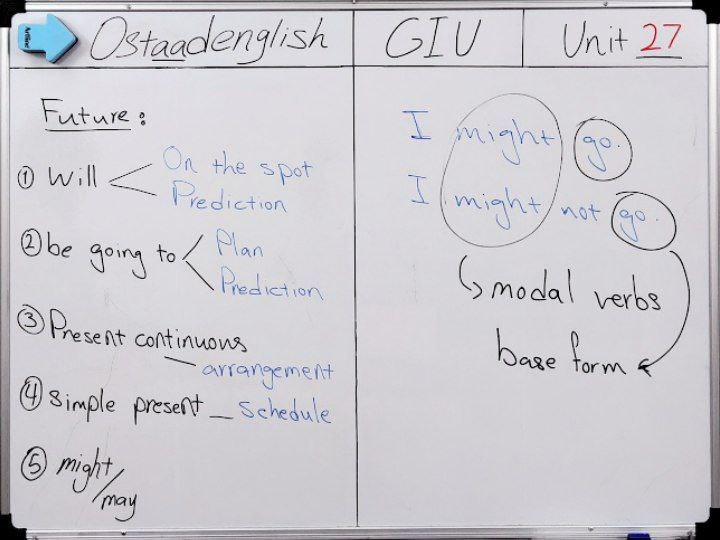 Artline
Ostaadenglish
GIU
Unit 27
Future:
① Will
On the spot
Prediction
② be going to
Plan
Prediction
③ Present continuous
arrangement
④ Simple present — Schedule
⑤ might/may
I might go.
I might not go.
modal verbs
base form